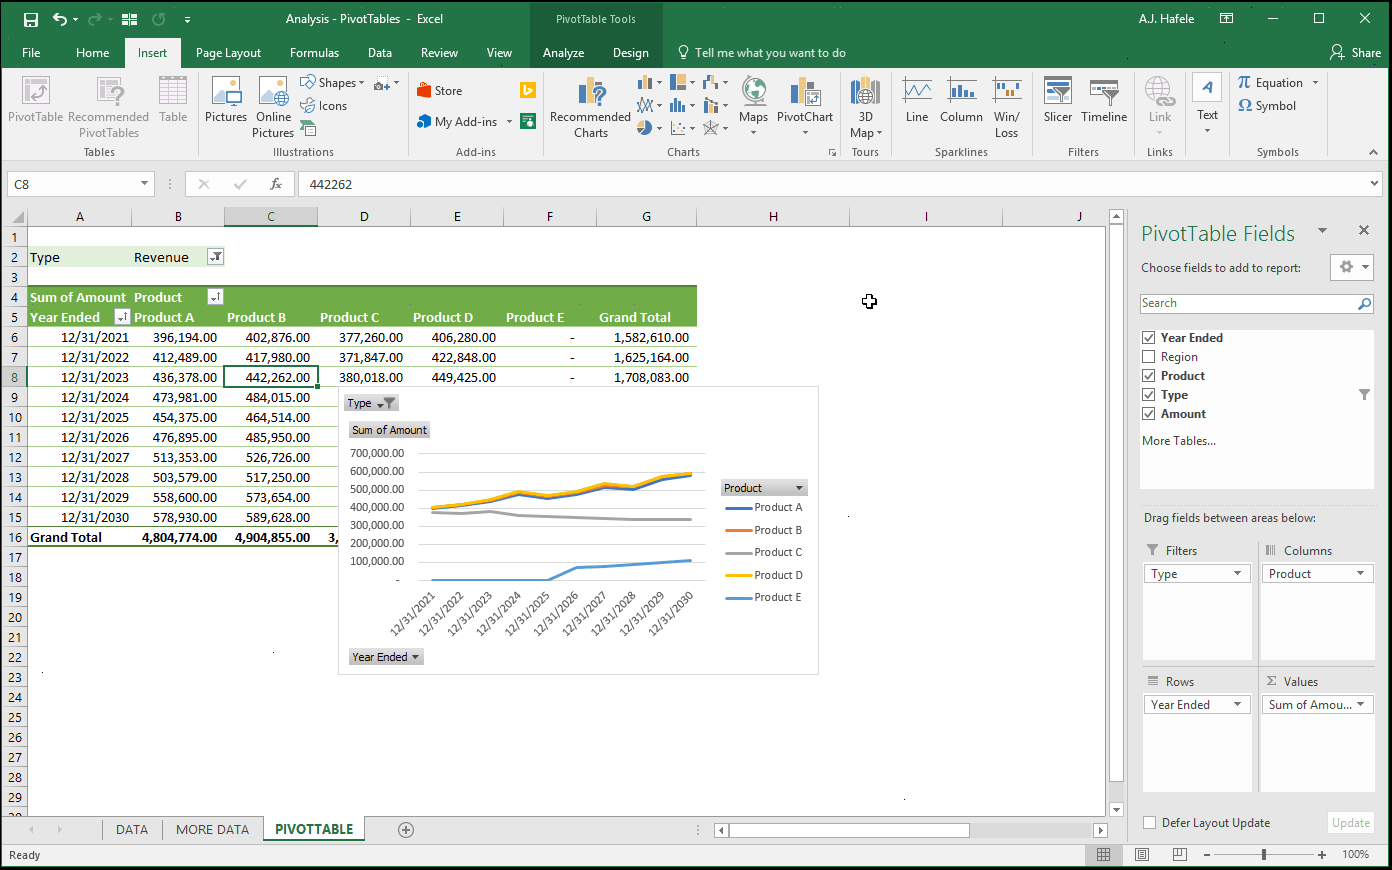 Analysis - PivotTables - Excel
PivotTable Tools
A.J. Hafele
File Home Insert Page Layout Formulas Data Review View Analyze Design Tell me what you want to do Share
PivotTable
Recommended PivotTables
Table
Tables
Pictures
Online Pictures
Shapes
Icons
Illustrations
Store
My Add-ins
Add-ins
Recommended Charts
Maps
PivotChart
Charts
3D Map
Tours
Line
Column
Win/ Loss
Sparklines
Slicer
Timeline
Filters
Link
Links
A
Text
π Equation
Ω Symbol
Symbols
C8 fx 442262
A B C D E F G H I J
1
2 Type Revenue
3
4 Sum of Amount Product
5 Year Ended Product A Product B Product C Product D Product E Grand Total
6 12/31/2021 396,194.00 402,876.00 377,260.00 406,280.00 - 1,582,610.00
7 12/31/2022 412,489.00 417,980.00 371,847.00 422,848.00 - 1,625,164.00
8 12/31/2023 436,378.00 442,262.00 380,018.00 449,425.00 - 1,708,083.00
9 12/31/2024 473,981.00 484,015.00
10 12/31/2025 454,375.00 464,514.00
11 12/31/2026 476,895.00 485,950.00
12 12/31/2027 513,353.00 526,726.00
13 12/31/2028 503,579.00 517,250.00
14 12/31/2029 558,600.00 573,654.00
15 12/31/2030 578,930.00 589,628.00
16 Grand Total 4,804,774.00 4,904,855.00 3,
17
18
19
20
21
22
23
24
25
26
27
28
29
Type
Sum of Amount
700,000.00
600,000.00
500,000.00
400,000.00
300,000.00
200,000.00
100,000.00
-
12/31/2021 12/31/2022 12/31/2023 12/31/2024 12/31/2025 12/31/2026 12/31/2027 12/31/2028 12/31/2029 12/31/2030
Year Ended
Product
Product A
Product B
Product C
Product D
Product E
PivotTable Fields
Choose fields to add to report:
Search
Year Ended
Region
Product
Type
Amount
More Tables...
Drag fields between areas below:
Filters
Type
Columns
Product
Rows
Year Ended
Σ Values
Sum of Amou...
Defer Layout Update
Update
DATA MORE DATA PIVOTTABLE
Ready
100%